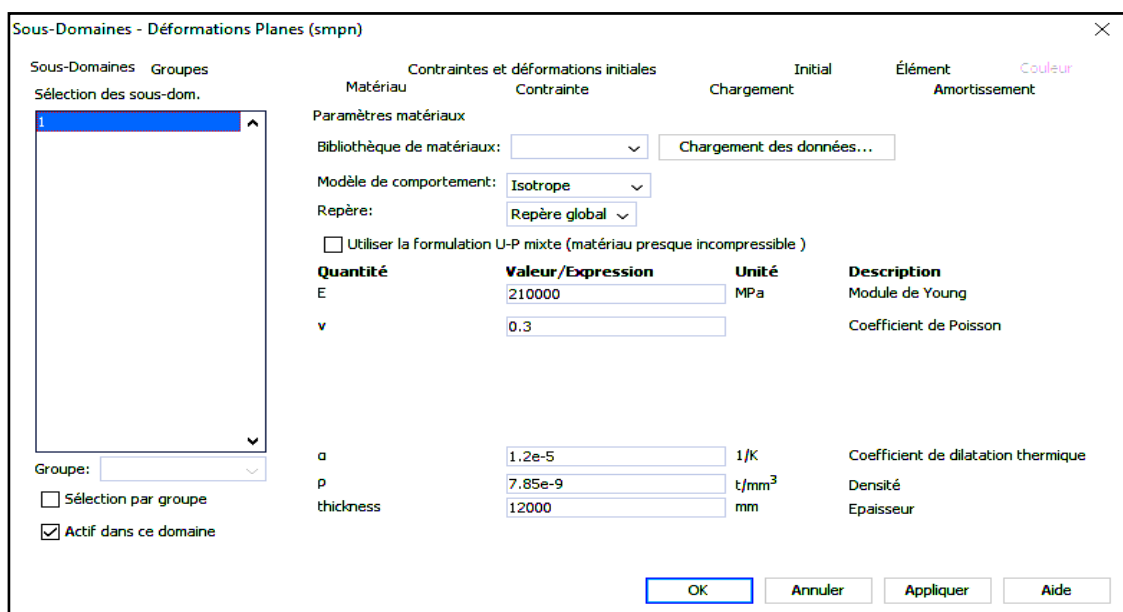 Sous-Domaines - Déformations Planes (smpn)
Sous-Domaines Groupes
Contraintes et déformations initiales Initial Élément Couleur
Matériau Contrainte Chargement Amortissement
Sélection des sous-dom.
1
Paramètres matériaux
Bibliothèque de matériaux: Chargement des données...
Modèle de comportement: Isotrope
Repère: Repère global
Utiliser la formulation U-P mixte (matériau presque incompressible )
Quantité Valeur/Expression Unité Description
E 210000 MPa Module de Young
ν 0.3 Coefficient de Poisson
α 1.2e-5 1/K Coefficient de dilatation thermique
ρ 7.85e-9 t/mm³ Densité
thickness 12000 mm Epaisseur
Groupe:
Sélection par groupe
Actif dans ce domaine
OK Annuler Appliquer Aide